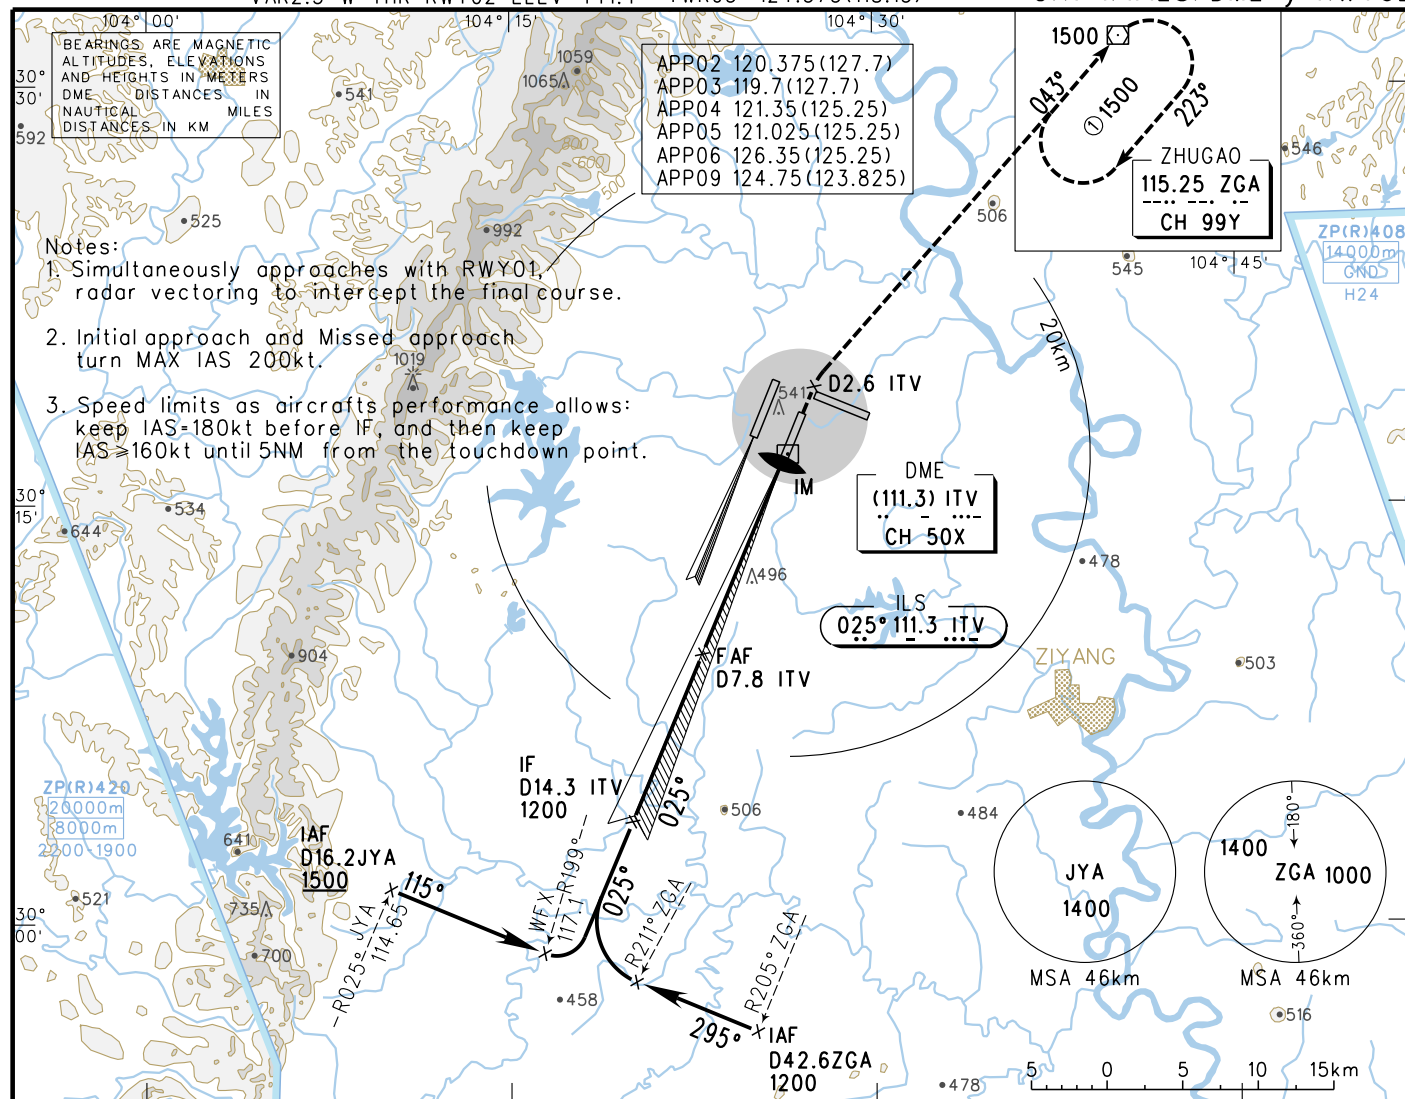 104°00'
104°15'
104°30'
BEARINGS ARE MAGNETIC
ALTITUDES, ELEVATIONS
AND HEIGHTS IN METERS
DME DISTANCES IN
NAUTICAL MILES
DISTANCES IN KM
30°
30'
592
541
1059
1065
APP02 120.375(127.7)
APP03 119.7(127.7)
APP04 121.35(125.25)
APP05 121.025(125.25)
APP06 126.35(125.25)
APP09 124.75(123.825)
800
600
500
1500
043°
① 1500
223°
ZHUGAO
115.25 ZGA
CH 99Y
546
506
545
104°45'
ZP(R)408
14000m
GND
H24
525
992
Notes:
1. Simultaneously approaches with RWY01,
radar vectoring to intercept the final course.
2. Initial approach and Missed approach
turn MAX IAS 200kt.
1019
3. Speed limits as aircrafts performance allows:
keep IAS=180kt before IF, and then keep
IAS≥160kt until 5NM from the touchdown point.
20km
D2.6 ITV
541
IM
DME
(111.3) ITV
CH 50X
30°
15'
534
644
478
496
ILS
025° 111.3 ITV
904
FAF
D7.8 ITV
ZIYANG
503
IF
D14.3 ITV
1200
025°
506
484
ZP(R)420
20000m
8000m
2200-1900
641
IAF
D16.2JYA
1500
115°
521
735
700
30°
00'
R025° JYA
114.65
WFX R199°
117.1
025°
R211° ZGA
R205° ZGA
458
295°
IAF
D42.6ZGA
1200
JYA
1400
MSA 46km
180°
1400
ZGA 1000
360°
MSA 46km
516
478
5 0 5 10 15km